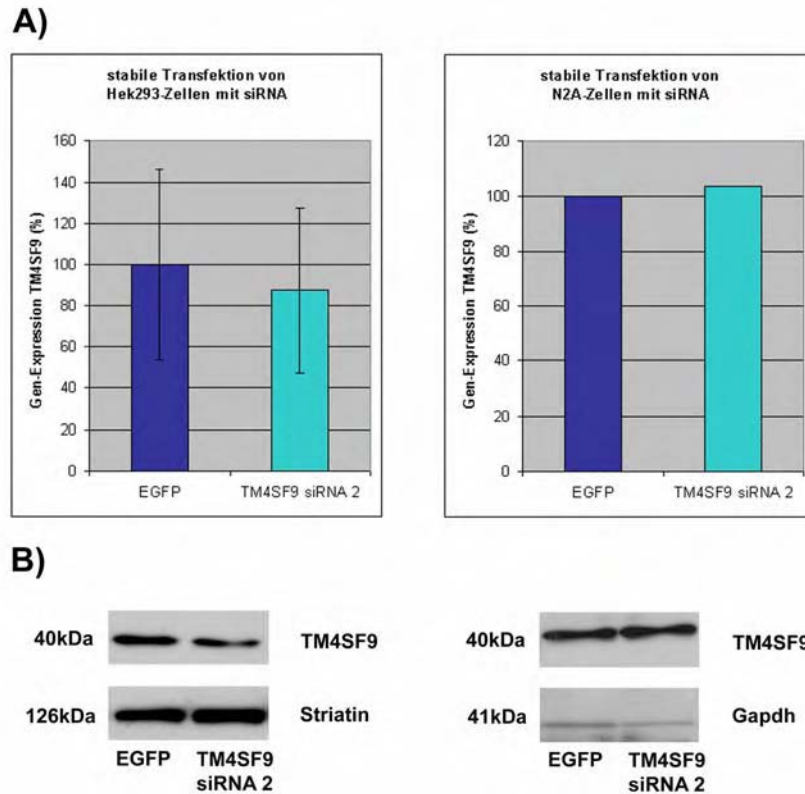 A)
stabile Transfektion von
Hek293-Zellen mit siRNA
Gen-Expression TM4SF9 (%)
160
140
120
100
80
60
40
20
0
EGFP
TM4SF9 siRNA 2
stabile Transfektion von
N2A-Zellen mit siRNA
Gen-Expression TM4SF9 (%)
120
100
80
60
40
20
0
EGFP
TM4SF9 siRNA 2
B)
40kDa
TM4SF9
126kDa
Striatin
EGFP
TM4SF9
siRNA 2
40kDa
TM4SF9
41kDa
Gapdh
EGFP
TM4SF9
siRNA 2